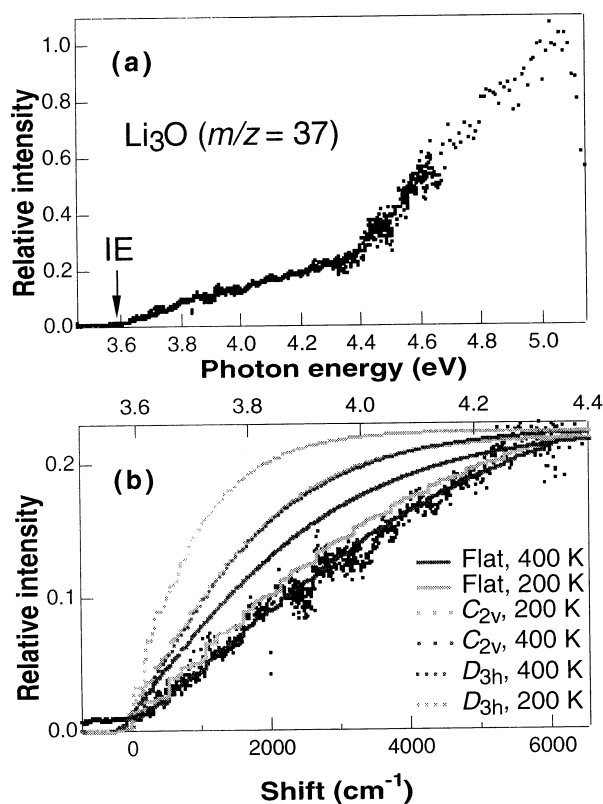 (a)
Li3O (m/z = 37)
IE
Relative intensity
1.0
0.8
0.6
0.4
0.2
0.0
3.6 3.8 4.0 4.2 4.4 4.6 4.8 5.0
Photon energy (eV)
3.6 3.8 4.0 4.2 4.4
(b)
Relative intensity
0.2
0.1
0.0
Flat, 400 K
Flat, 200 K
C2v, 200 K
C2v, 400 K
D3h, 400 K
D3h, 200 K
0 2000 4000 6000
Shift (cm-1)